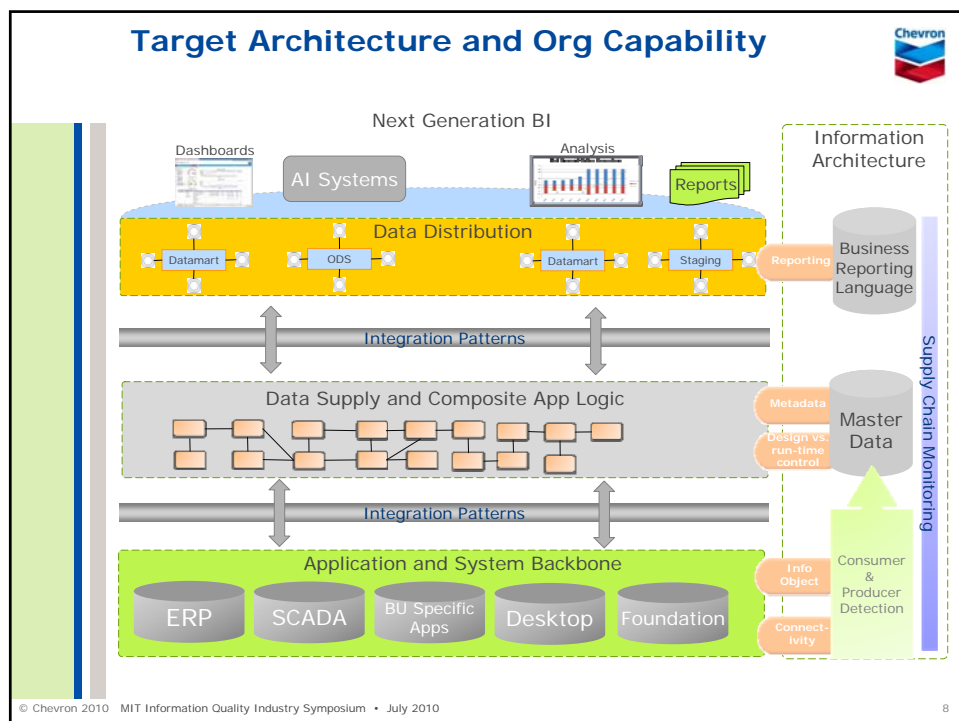 Target Architecture and Org Capability
Chevron
Next Generation BI
Dashboards
AI Systems
Analysis
Reports
Information
Architecture
Data Distribution
Datamart
ODS
Datamart
Staging
Reporting
Business
Reporting
Language
Integration Patterns
Supply Chain Monitoring
Data Supply and Composite App Logic
Metadata
Design vs.
run-time
control
Master
Data
Integration Patterns
Application and System Backbone
ERP
SCADA
BU Specific
Apps
Desktop
Foundation
Info
Object
Connect-
ivity
Consumer
&
Producer
Detection
© Chevron 2010 MIT Information Quality Industry Symposium • July 2010
8